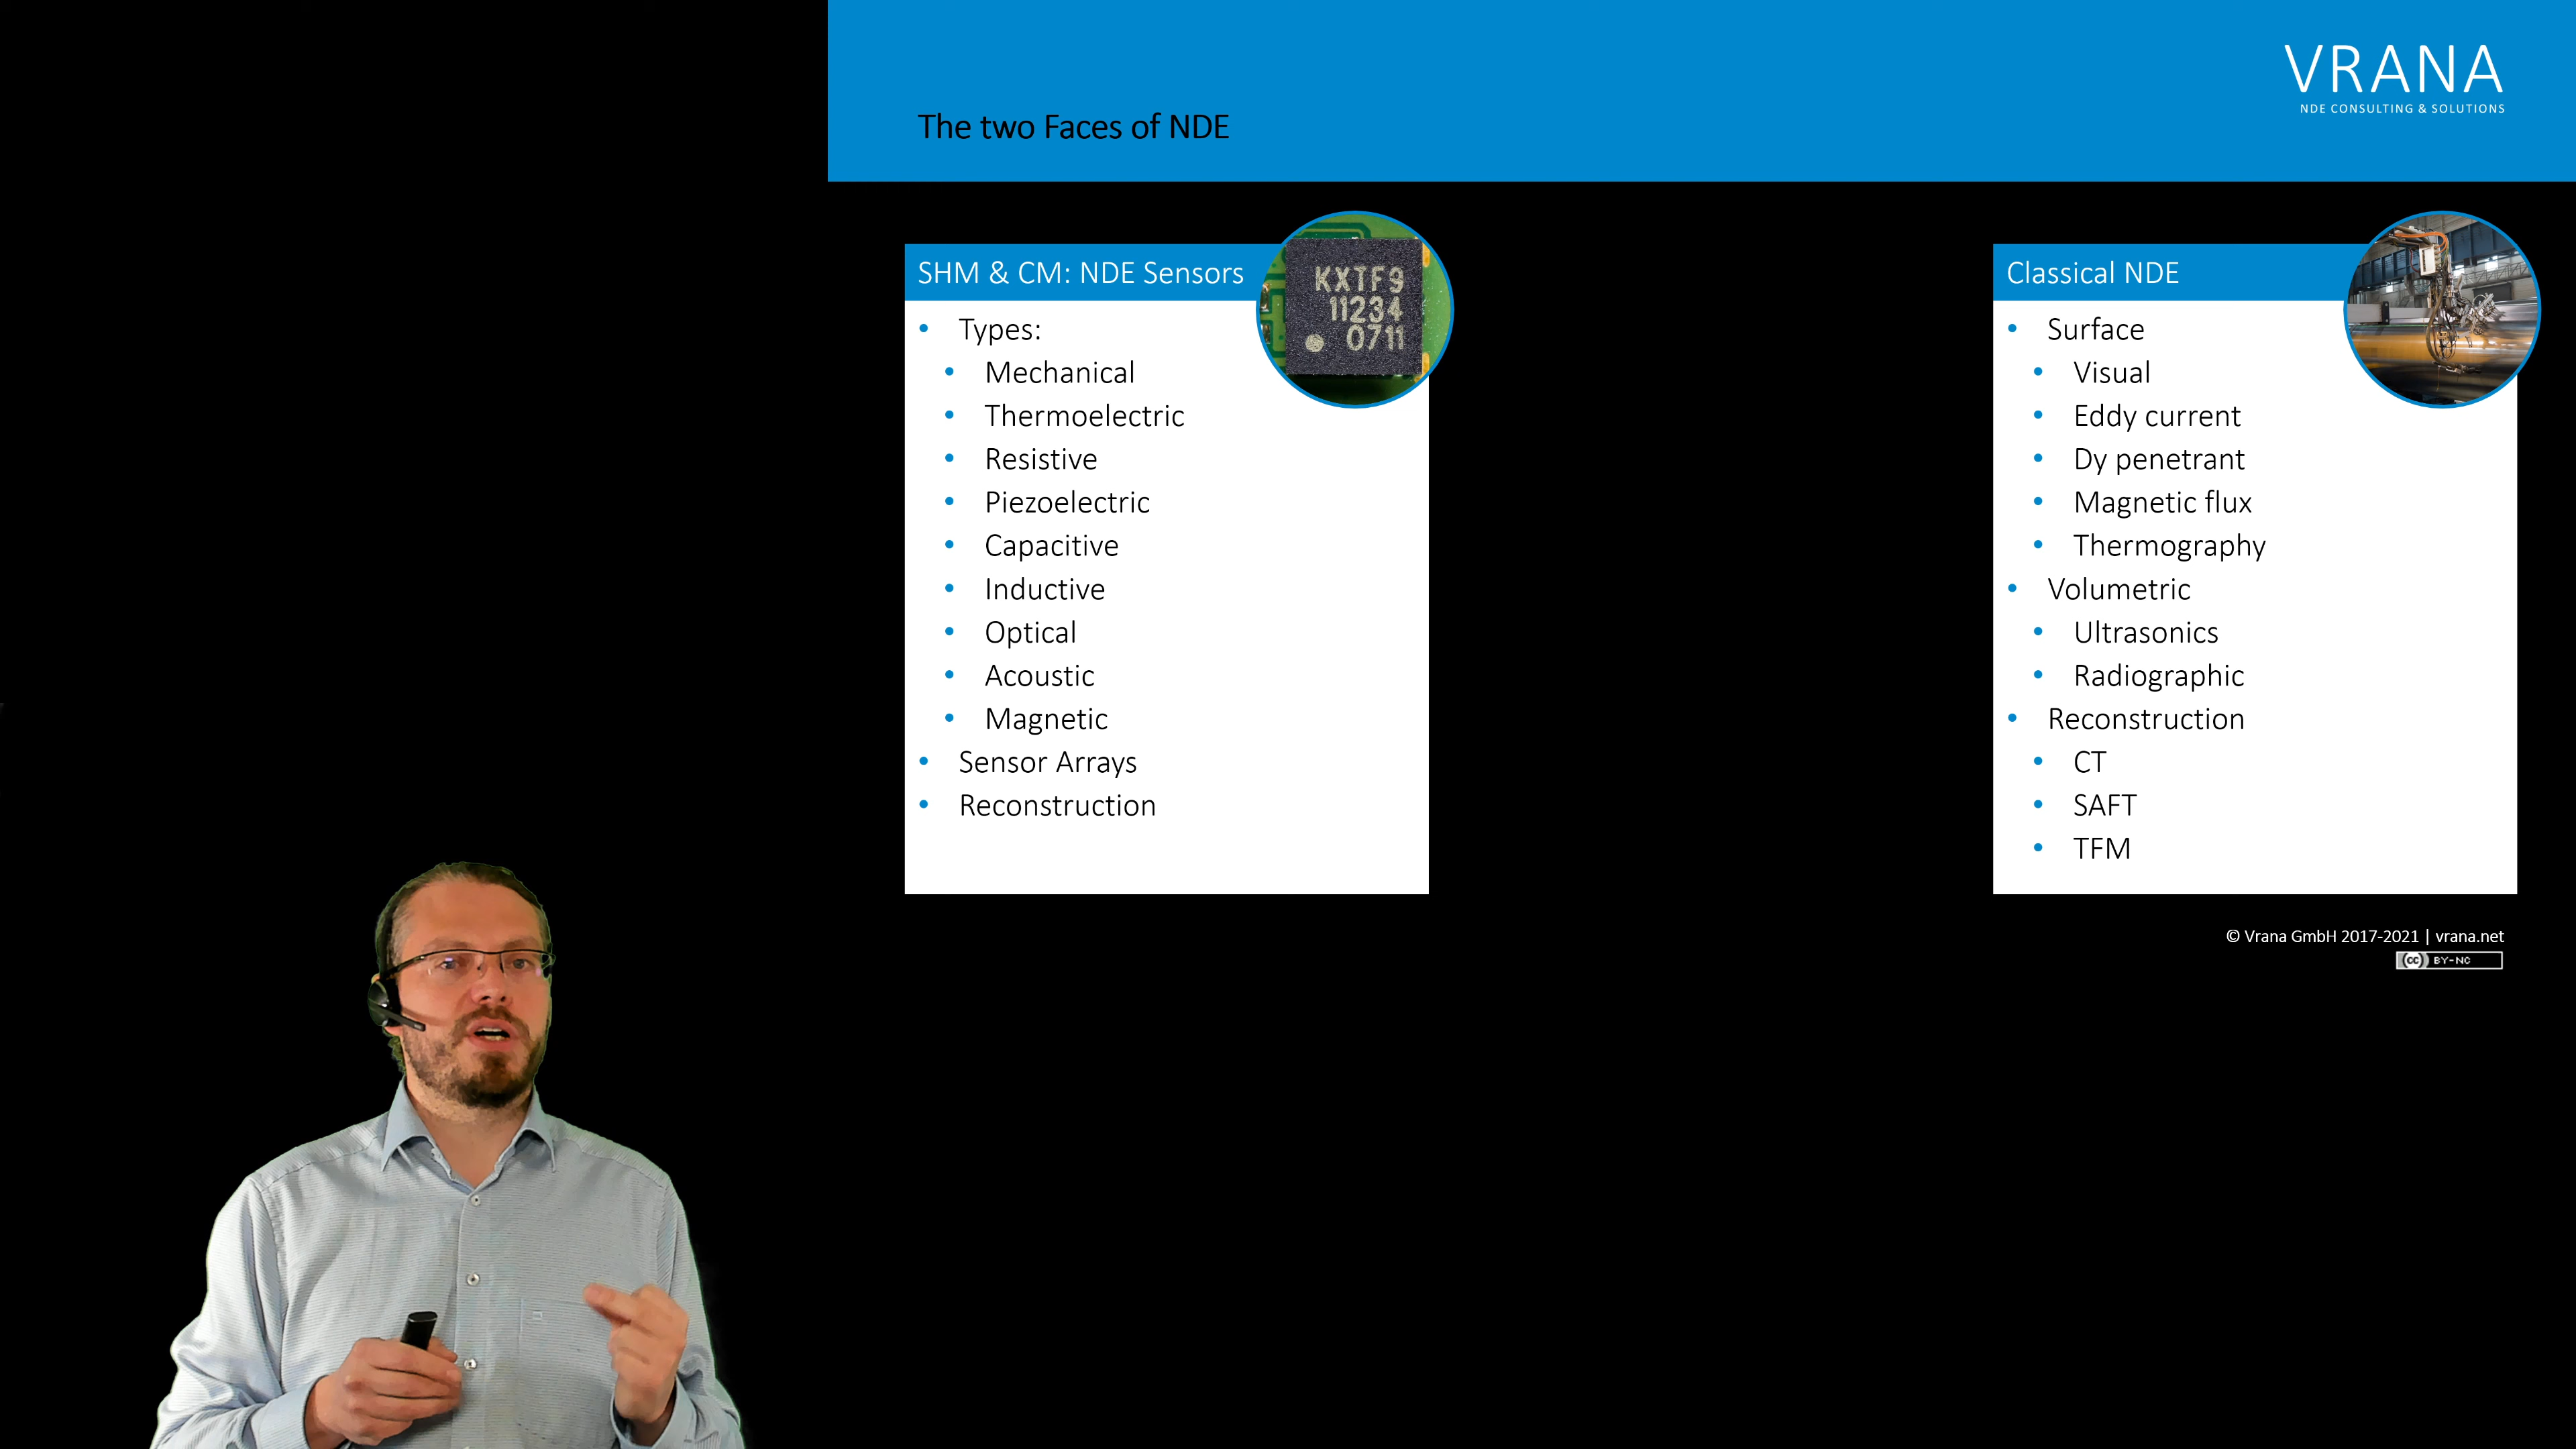 VRANA
NDE CONSULTING & SOLUTIONS
The two Faces of NDE
SHM & CM: NDE Sensors
KXTF9
11234
0711
Types:
Mechanical
Thermoelectric
Resistive
Piezoelectric
Capacitive
Inductive
Optical
Acoustic
Magnetic
Sensor Arrays
Reconstruction
Classical NDE
Surface
Visual
Eddy current
Dy penetrant
Magnetic flux
Thermography
Volumetric
Ultrasonics
Radiographic
Reconstruction
CT
SAFT
TFM
© Vrana GmbH 2017-2021 | vrana.net
cc BY-NC